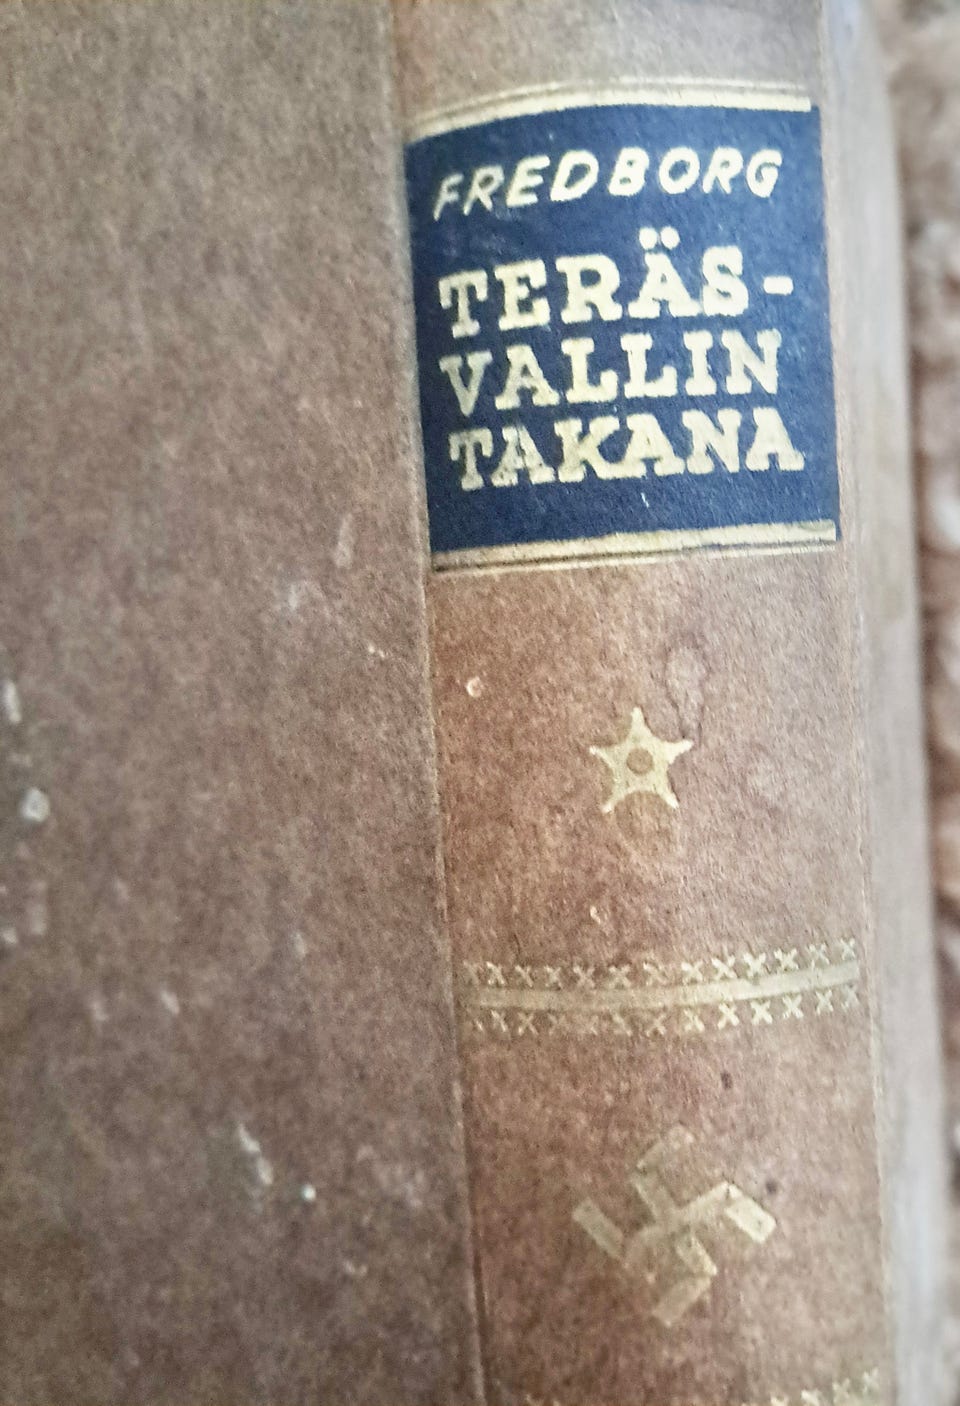 FREDBORG
TERÄS-
VALLIN
TAKANA